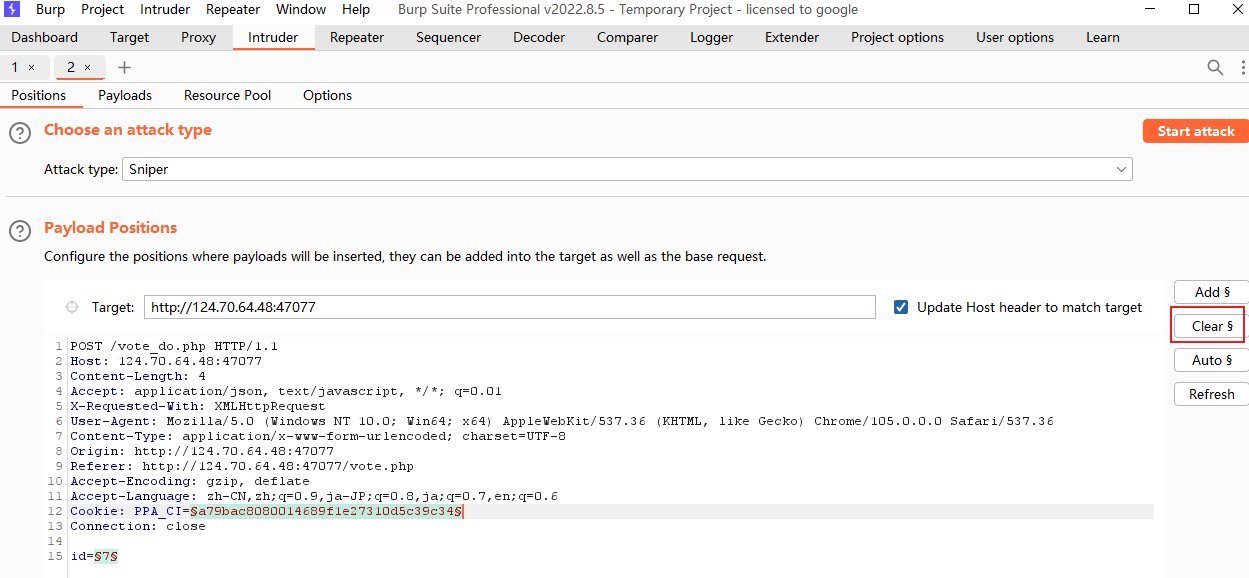 Burp Project Intruder Repeater Window Help Burp Suite Professional v2022.8.5 - Temporary Project - licensed to google
Dashboard Target Proxy Intruder Repeater Sequencer Decoder Comparer Logger Extender Project options User options Learn
1 × 2 × +
Positions Payloads Resource Pool Options
? Choose an attack type Start attack
Attack type: Sniper
? Payload Positions
Configure the positions where payloads will be inserted, they can be added into the target as well as the base request.
Add §
Target: http://124.70.64.48:47077 Update Host header to match target
Clear §
1 POST /vote_do.php HTTP/1.1
2 Host: 124.70.64.48:47077
Auto §
3 Content-Length: 4
4 Accept: application/json, text/javascript, */*; q=0.01
Refresh
5 X-Requested-With: XMLHttpRequest
6 User-Agent: Mozilla/5.0 (Windows NT 10.0; Win64; x64) AppleWebKit/537.36 (KHTML, like Gecko) Chrome/105.0.0.0 Safari/537.36
7 Content-Type: application/x-www-form-urlencoded; charset=UTF-8
8 Origin: http://124.70.64.48:47077
9 Referer: http://124.70.64.48:47077/vote.php
10 Accept-Encoding: gzip, deflate
11 Accept-Language: zh-CN,zh;q=0.9,ja-JP;q=0.8,ja;q=0.7,en;q=0.6
12 Cookie: PPA_CI=§a79bac8080014689f1e27310d5c39c34§
13 Connection: close
14
15 id=§7§